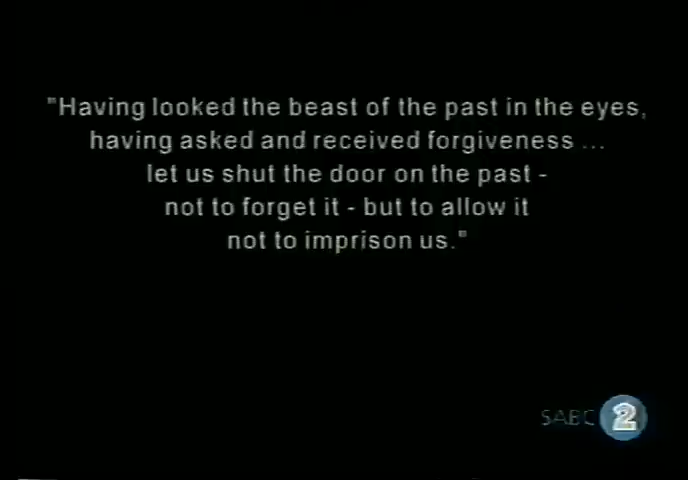 "Having looked the beast of the past in the eyes,
having asked and received forgiveness ...
let us shut the door on the past -
not to forget it - but to allow it
not to imprison us."
SABC 2